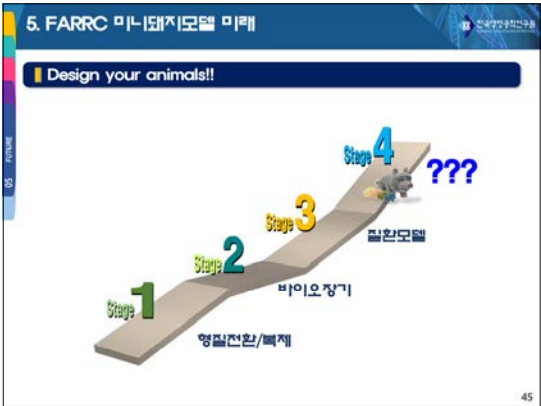 5. FARRC 미니돼지모델 미래
Design your animals!!
05 FUTURE
Stage 4
???
Stage 3
질환모델
Stage 2
바이오장기
Stage 1
형질전환/복제
45